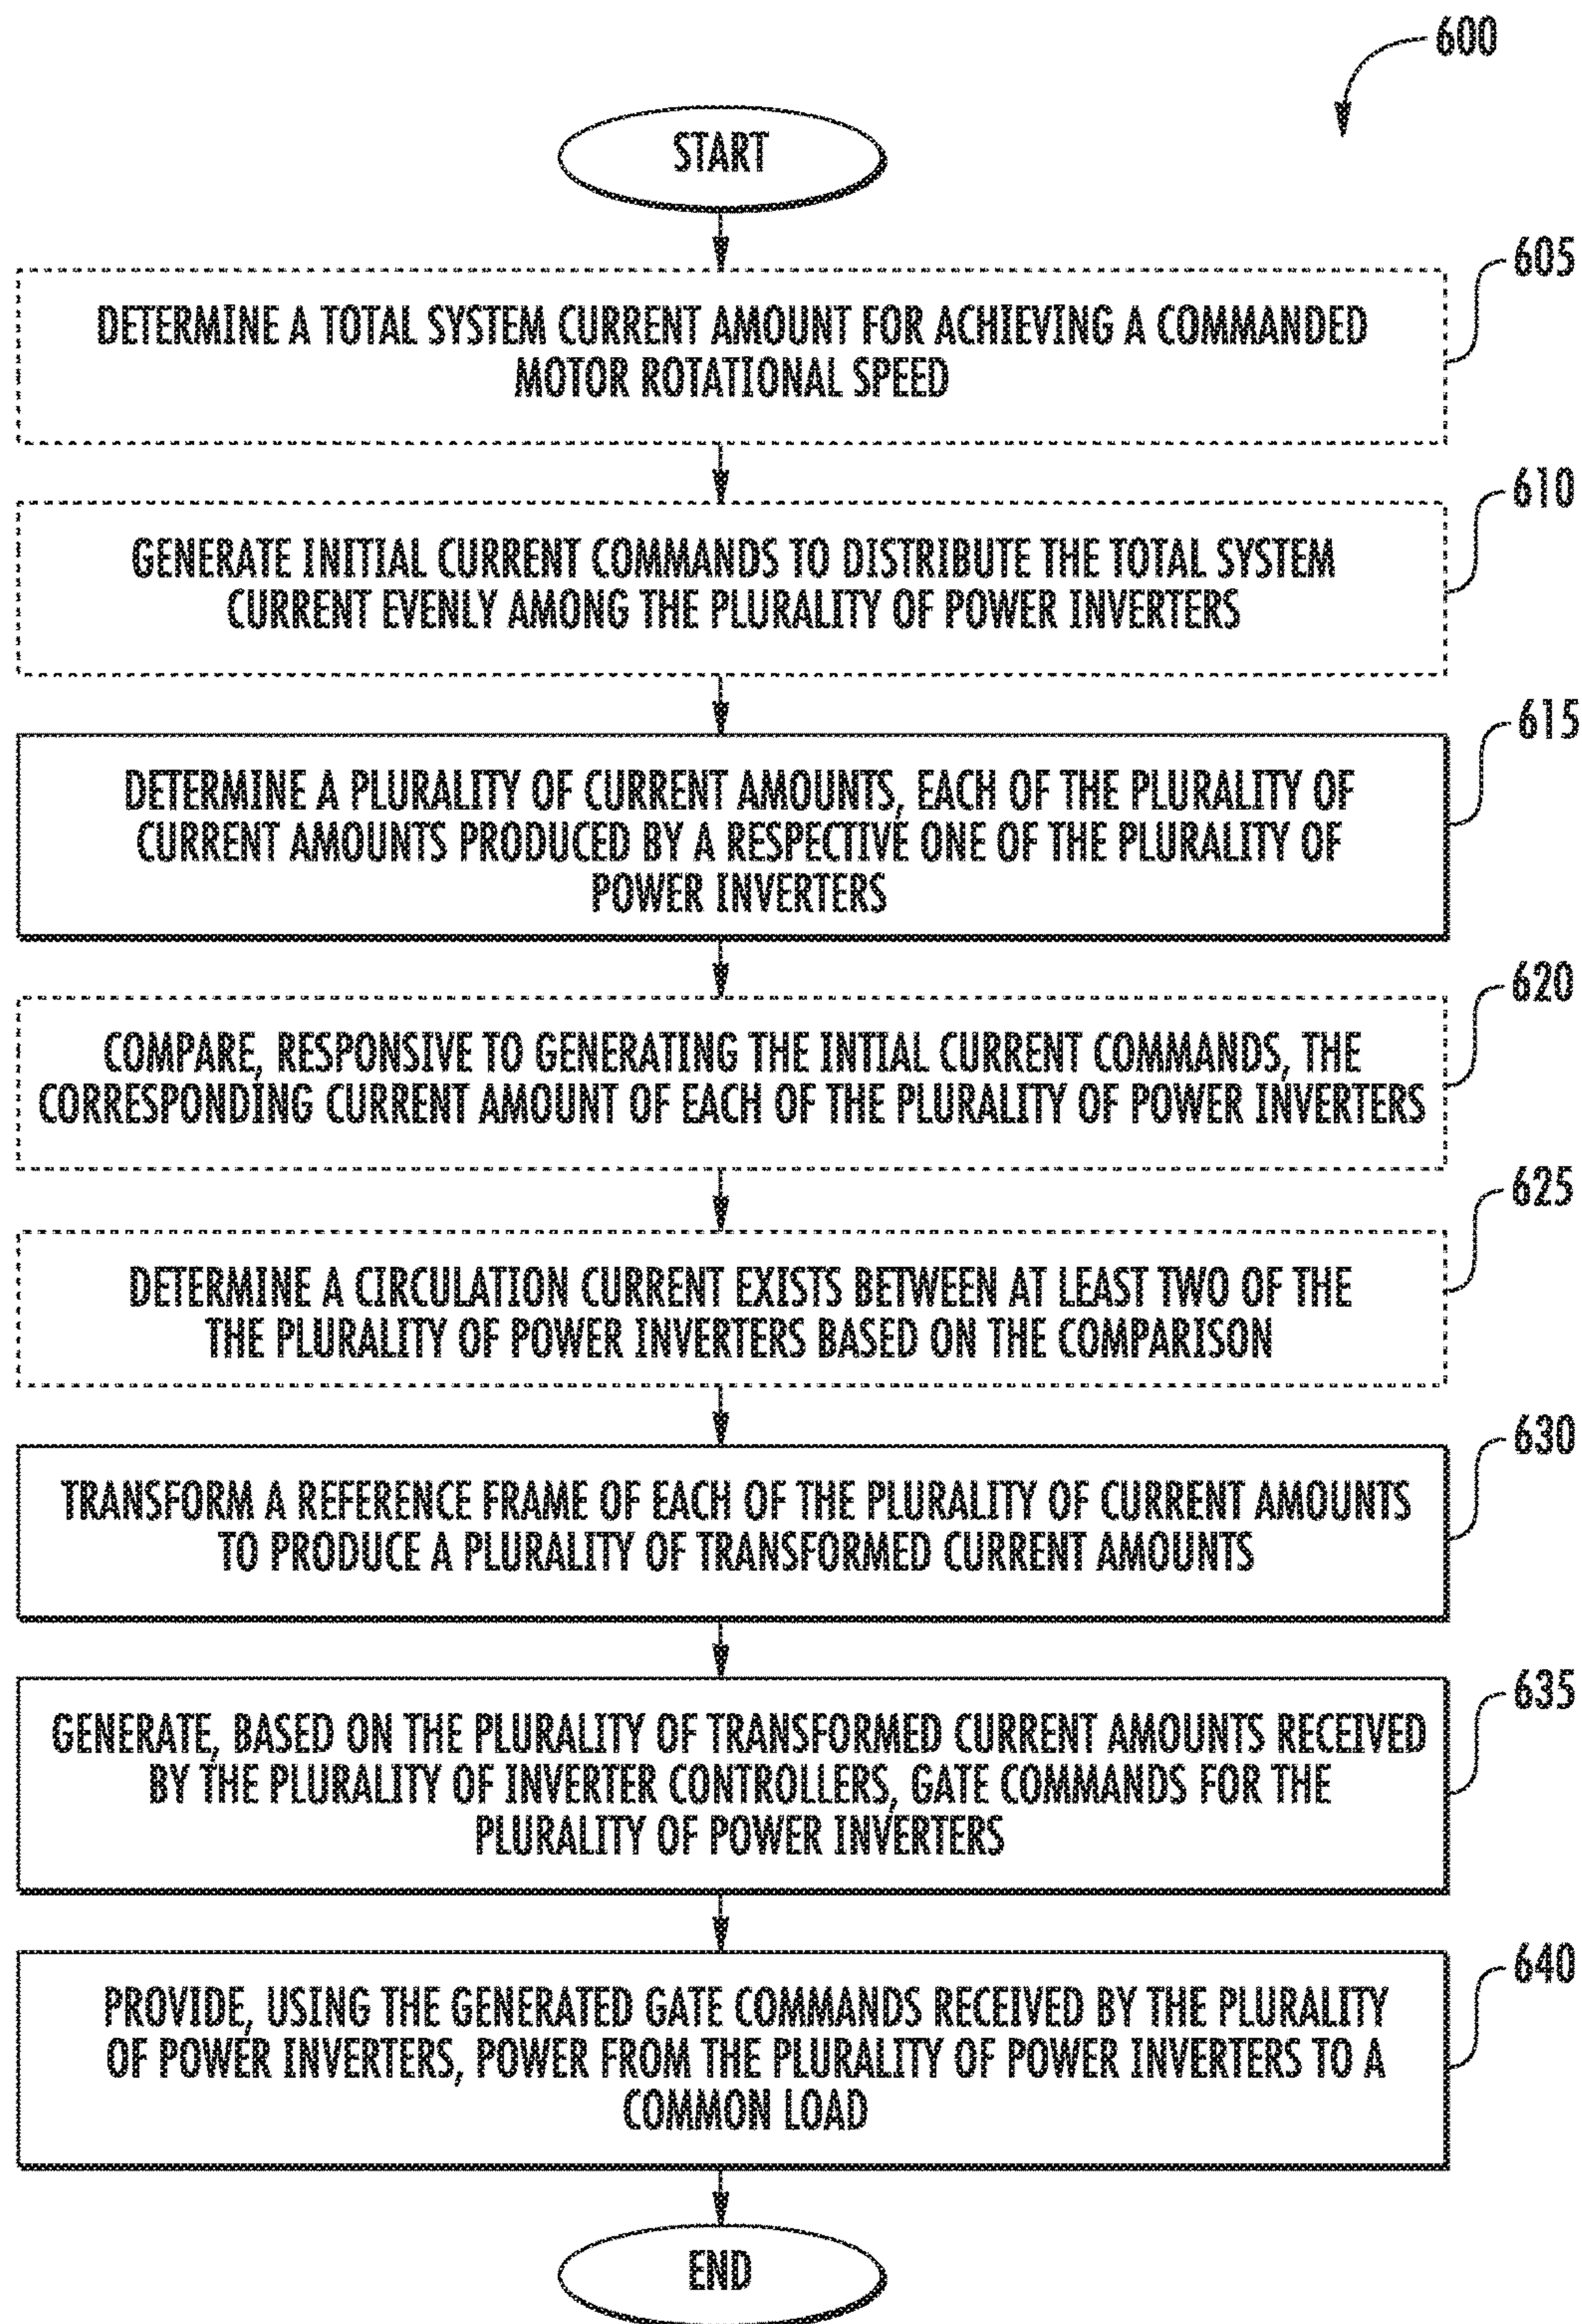 600
START
605
DETERMINE A TOTAL SYSTEM CURRENT AMOUNT FOR ACHIEVING A COMMANDED
MOTOR ROTATIONAL SPEED
610
GENERATE INITIAL CURRENT COMMANDS TO DISTRIBUTE THE TOTAL SYSTEM
CURRENT EVENLY AMONG THE PLURALITY OF POWER INVERTERS
615
DETERMINE A PLURALITY OF CURRENT AMOUNTS, EACH OF THE PLURALITY OF
CURRENT AMOUNTS PRODUCED BY A RESPECTIVE ONE OF THE PLURALITY OF
POWER INVERTERS
620
COMPARE, RESPONSIVE TO GENERATING THE INTIAL CURRENT COMMANDS, THE
CORRESPONDING CURRENT AMOUNT OF EACH OF THE PLURALITY OF POWER INVERTERS
625
DETERMINE A CIRCULATION CURRENT EXISTS BETWEEN AT LEAST TWO OF THE
THE PLURALITY OF POWER INVERTERS BASED ON THE COMPARISON
630
TRANSFORM A REFERENCE FRAME OF EACH OF THE PLURALITY OF CURRENT AMOUNTS
TO PRODUCE A PLURALITY OF TRANSFORMED CURRENT AMOUNTS
635
GENERATE, BASED ON THE PLURALITY OF TRANSFORMED CURRENT AMOUNTS RECEIVED
BY THE PLURALITY OF INVERTER CONTROLLERS, GATE COMMANDS FOR THE
PLURALITY OF POWER INVERTERS
640
PROVIDE, USING THE GENERATED GATE COMMANDS RECEIVED BY THE PLURALITY
OF POWER INVERTERS, POWER FROM THE PLURALITY OF POWER INVERTERS TO A
COMMON LOAD
END